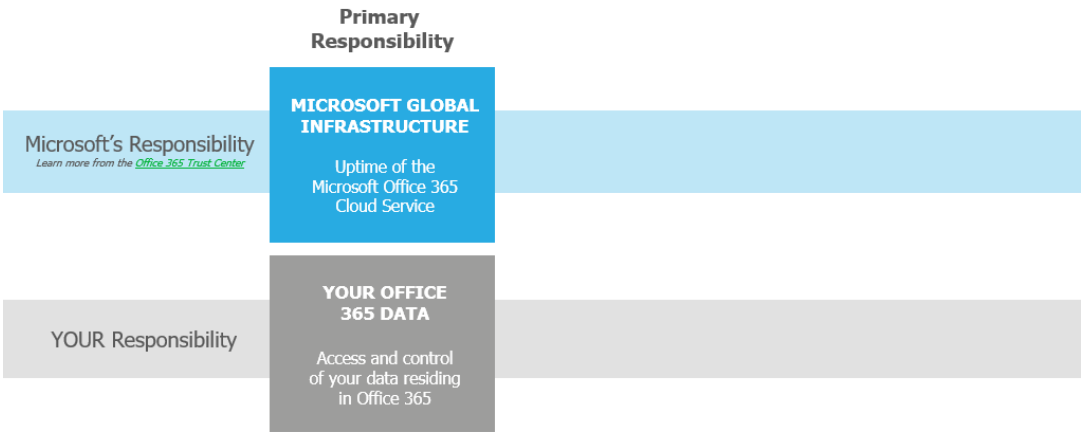 Primary
Responsibility
MICROSOFT GLOBAL
INFRASTRUCTURE
Uptime of the
Microsoft Office 365
Cloud Service
Microsoft's Responsibility
Learn more from the Office 365 Trust Center
YOUR OFFICE
365 DATA
Access and control
of your data residing
in Office 365
YOUR Responsibility